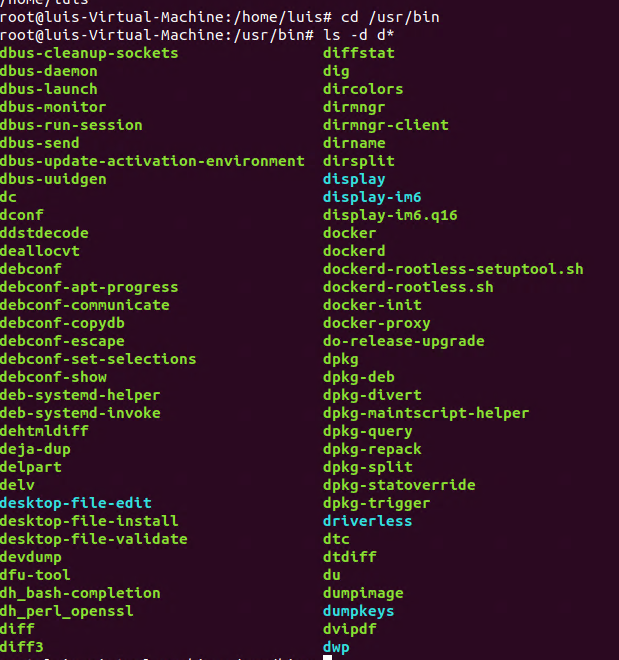 /home/luis
root@luis-Virtual-Machine:/home/luis# cd /usr/bin
root@luis-Virtual-Machine:/usr/bin# ls -d d*
dbus-cleanup-sockets diffstat
dbus-daemon dig
dbus-launch dircolors
dbus-monitor dirmngr
dbus-run-session dirmngr-client
dbus-send dirname
dbus-update-activation-environment dirsplit
dbus-uuidgen display
dc display-im6
dconf display-im6.q16
ddstdecode docker
deallocvt dockerd
debconf dockerd-rootless-setuptool.sh
debconf-apt-progress dockerd-rootless.sh
debconf-communicate docker-init
debconf-copydb docker-proxy
debconf-escape do-release-upgrade
debconf-set-selections dpkg
debconf-show dpkg-deb
deb-systemd-helper dpkg-divert
deb-systemd-invoke dpkg-maintscript-helper
dehtmldiff dpkg-query
deja-dup dpkg-repack
delpart dpkg-split
delv dpkg-statoverride
desktop-file-edit dpkg-trigger
desktop-file-install driverless
desktop-file-validate dtc
devdump dtdiff
dfu-tool du
dh_bash-completion dumpimage
dh_perl_openssl dumpkeys
diff dvipdf
diff3 dwp